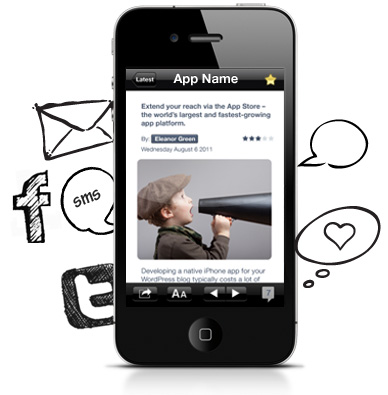 Latest
App Name
Extend your reach via the App Store –
the world's largest and fastest-growing
app platform.
By: Eleanor Green
Wednesday August 6 2011
sms
f
t
Developing a native iPhone app for your
WordPress blog typically costs a lot of
AA
7